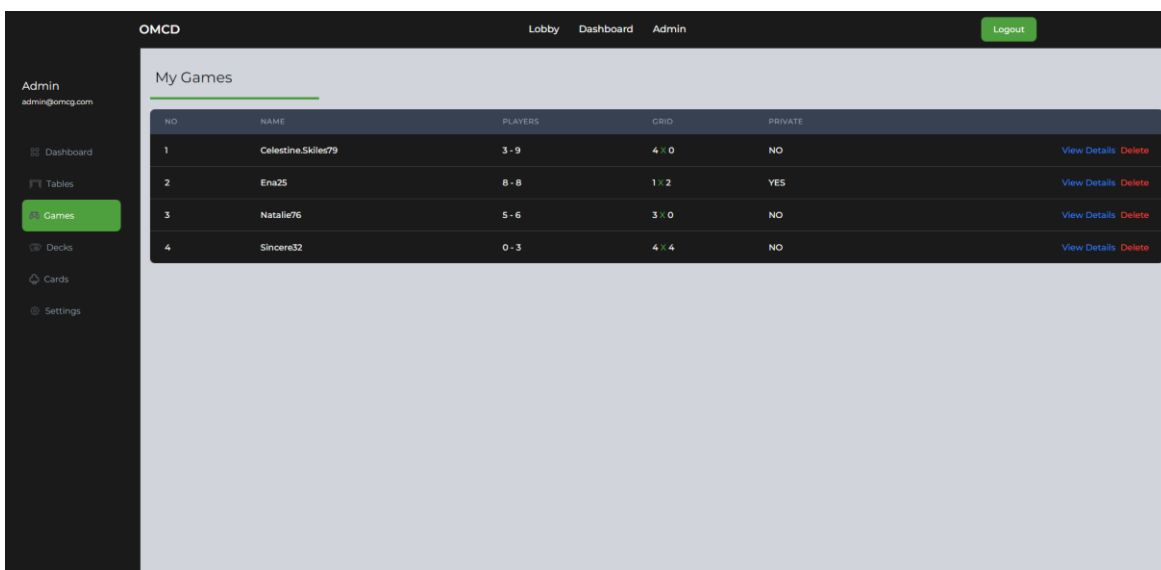 OMCD Lobby Dashboard Admin Logout
Admin
admin@omcg.com
Dashboard
Tables
Games
Decks
Cards
Settings
My Games
NO NAME PLAYERS GRID PRIVATE
1 Celestine.Skiles79 3 - 9 4 X 0 NO View Details Delete
2 Ena25 8 - 8 1 X 2 YES View Details Delete
3 Natalie76 5 - 6 3 X 0 NO View Details Delete
4 Sincere32 0 - 3 4 X 4 NO View Details Delete